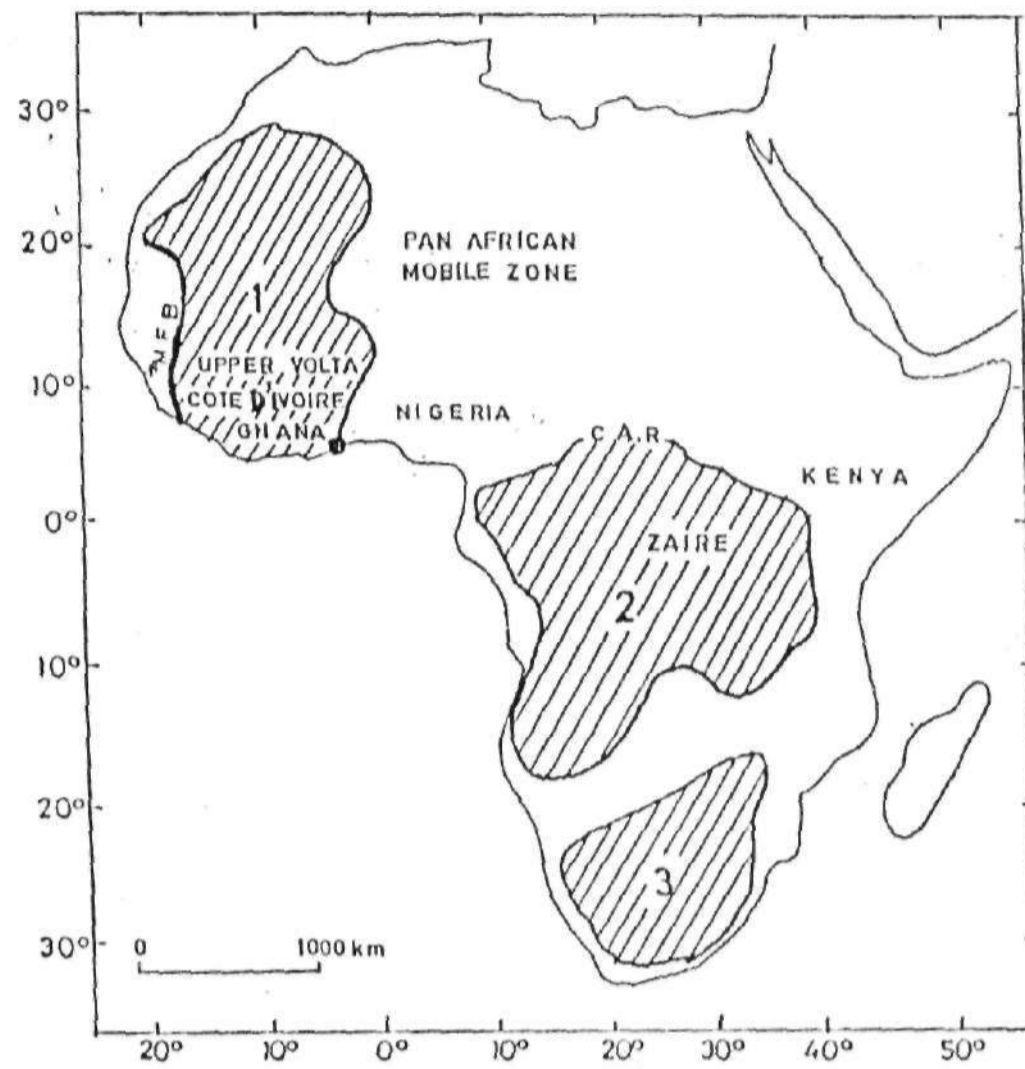 30°
20°
10°
0°
10°
20°
30°
PAN AFRICAN
MOBILE ZONE
1
MFB
UPPER VOLTA
COTE D'IVOIRE
GHANA
NIGERIA
C.A.R
KENYA
ZAIRE
2
3
0 1000 km
20° 10° 0° 10° 20° 30° 40° 50°